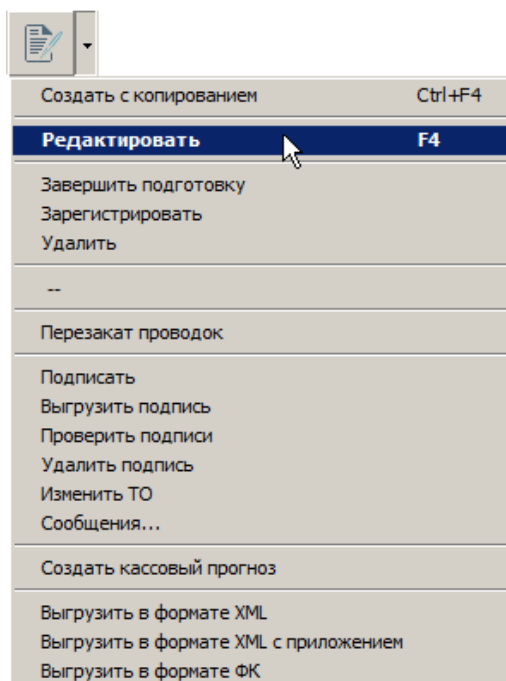 Создать с копированием Ctrl+F4
Редактировать F4
Завершить подготовку
Зарегистрировать
Удалить
--
Перезакат проводок
Подписать
Выгрузить подпись
Проверить подписи
Удалить подпись
Изменить ТО
Сообщения...
Создать кассовый прогноз
Выгрузить в формате XML
Выгрузить в формате XML с приложением
Выгрузить в формате ФК